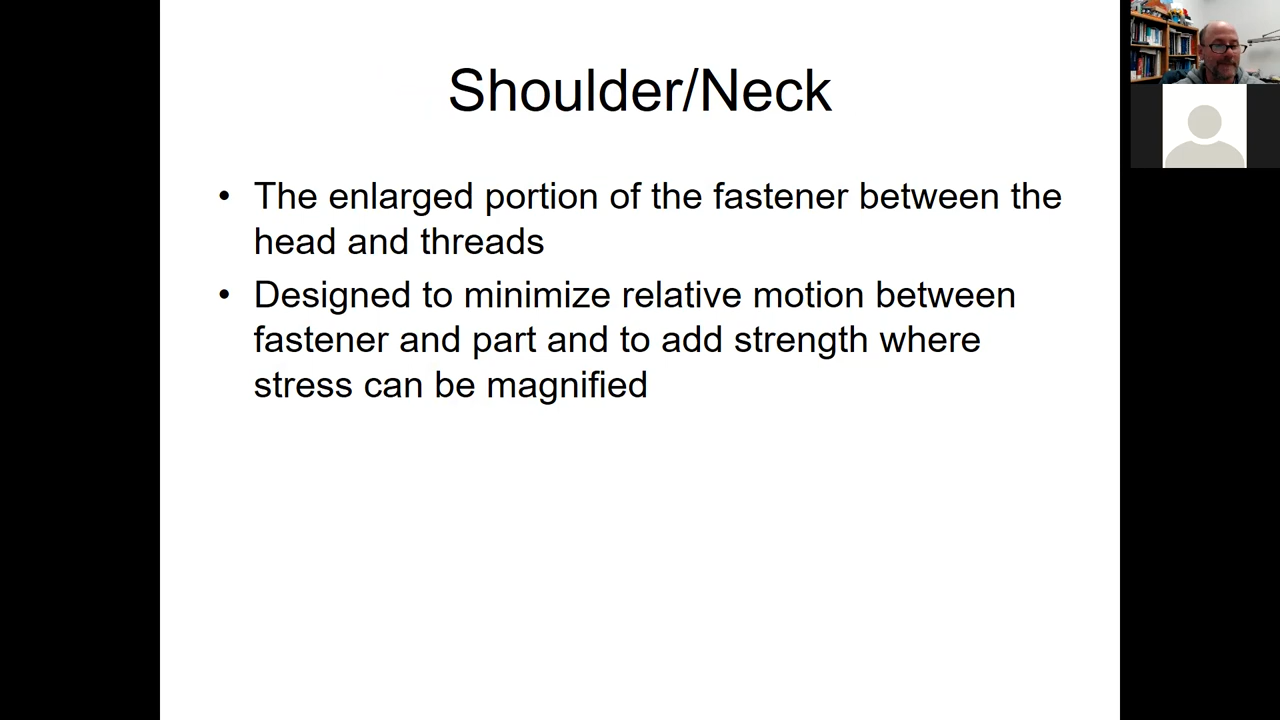 Shoulder/Neck
• The enlarged portion of the fastener between the
head and threads
• Designed to minimize relative motion between
fastener and part and to add strength where
stress can be magnified